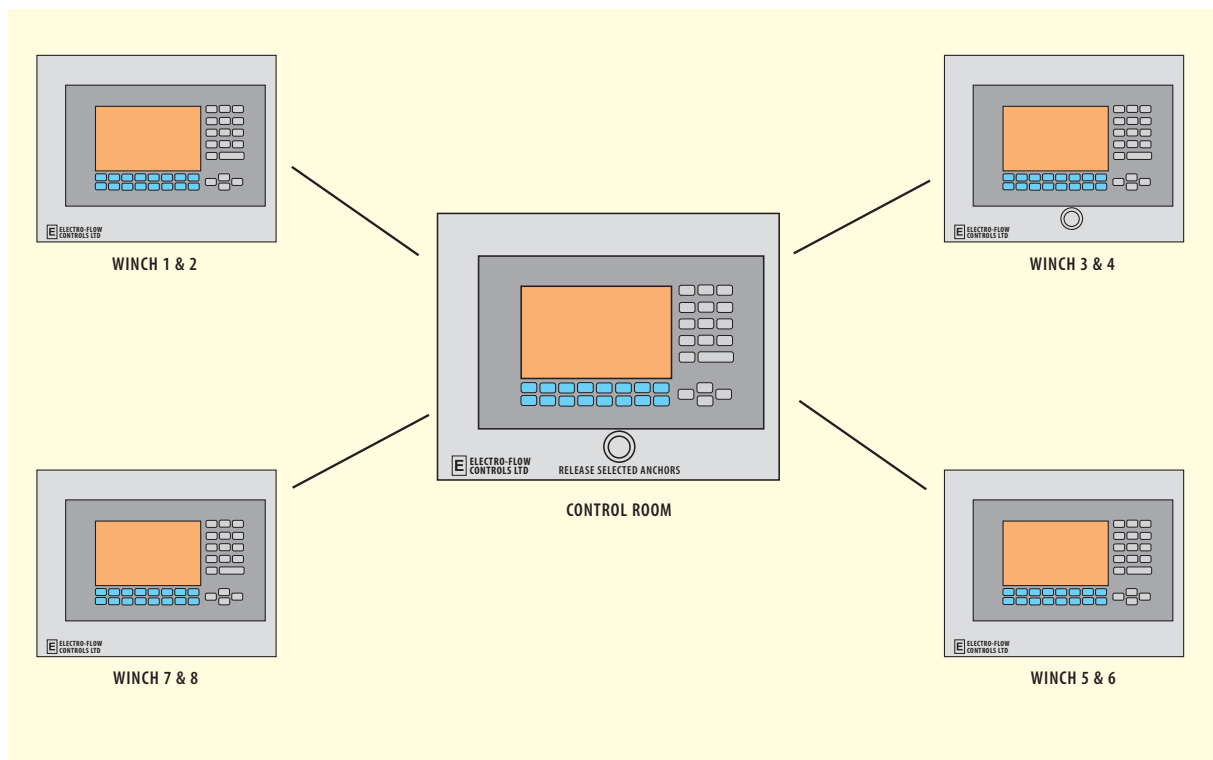 E ELECTRO-FLOW
CONTROLS LTD
WINCH 1 & 2
E ELECTRO-FLOW
CONTROLS LTD
WINCH 3 & 4
E ELECTRO-FLOW
CONTROLS LTD
RELEASE SELECTED ANCHORS
CONTROL ROOM
E ELECTRO-FLOW
CONTROLS LTD
WINCH 7 & 8
E ELECTRO-FLOW
CONTROLS LTD
WINCH 5 & 6